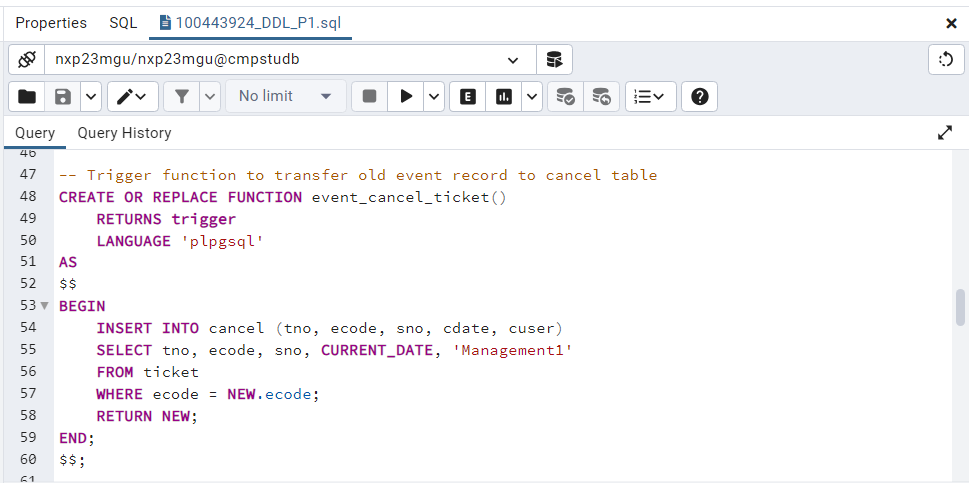 Properties SQL 100443924_DDL_P1.sql
nxp23mgu/nxp23mgu@cmpstudb
No limit E
Query Query History
46
47 -- Trigger function to transfer old event record to cancel table
48 CREATE OR REPLACE FUNCTION event_cancel_ticket()
49 RETURNS trigger
50 LANGUAGE 'plpgsql'
51 AS
52 $$
53 BEGIN
54 INSERT INTO cancel (tno, ecode, sno, cdate, cuser)
55 SELECT tno, ecode, sno, CURRENT_DATE, 'Management1'
56 FROM ticket
57 WHERE ecode = NEW.ecode;
58 RETURN NEW;
59 END;
60 $$;
61